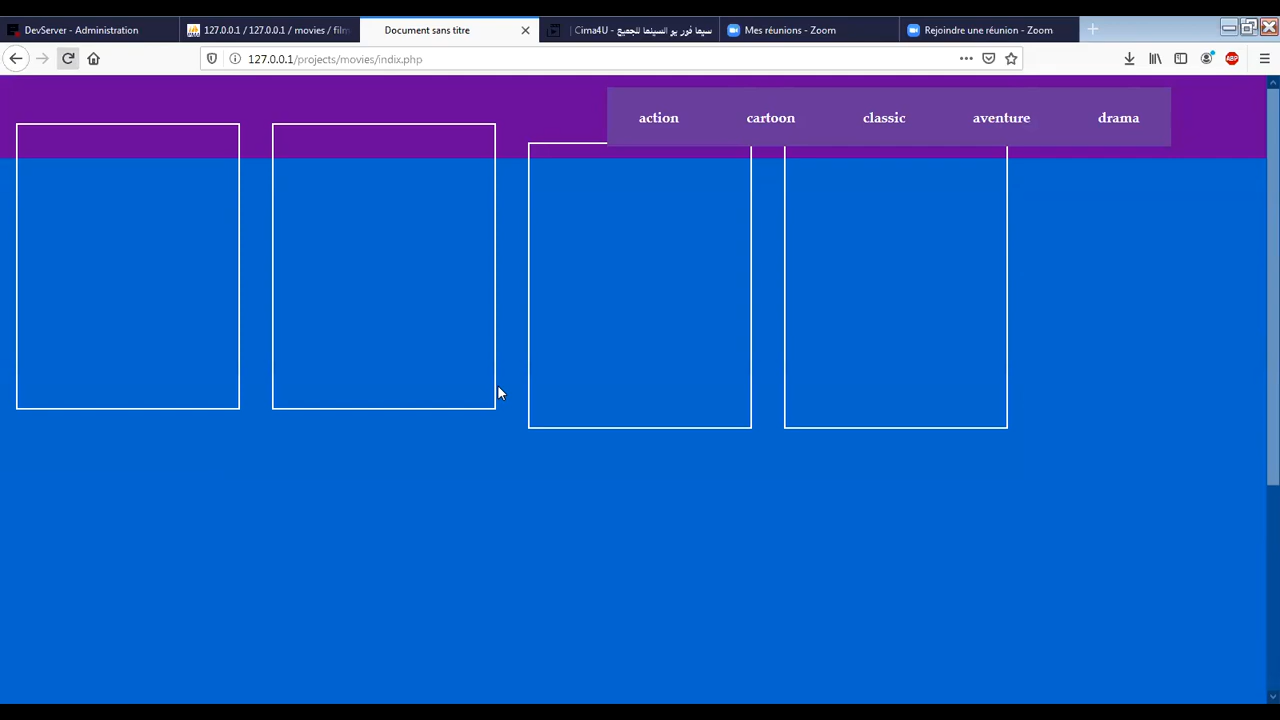 DevServer - Administration
127.0.0.1 / 127.0.0.1 / movies / film
Document sans titre
سيما فور يو السينما للجميع - Cima4U |
Mes réunions - Zoom
Rejoindre une réunion - Zoom
127.0.0.1/projects/movies/indix.php
ABP
action
cartoon
classic
aventure
drama